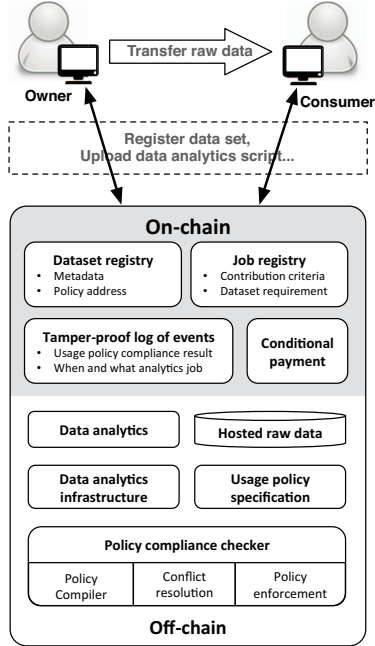 Transfer raw data
Owner
Consumer
Register data set,
Upload data analytics script...
On-chain
Dataset registry
• Metadata
• Policy address
Job registry
• Contribution criteria
• Dataset requirement
Tamper-proof log of events
• Usage policy compliance result
• When and what analytics job
Conditional
payment
Data analytics
Hosted raw data
Data analytics
infrastructure
Usage policy
specification
Policy compliance checker
Policy
Compiler
Conflict
resolution
Policy
enforcement
Off-chain